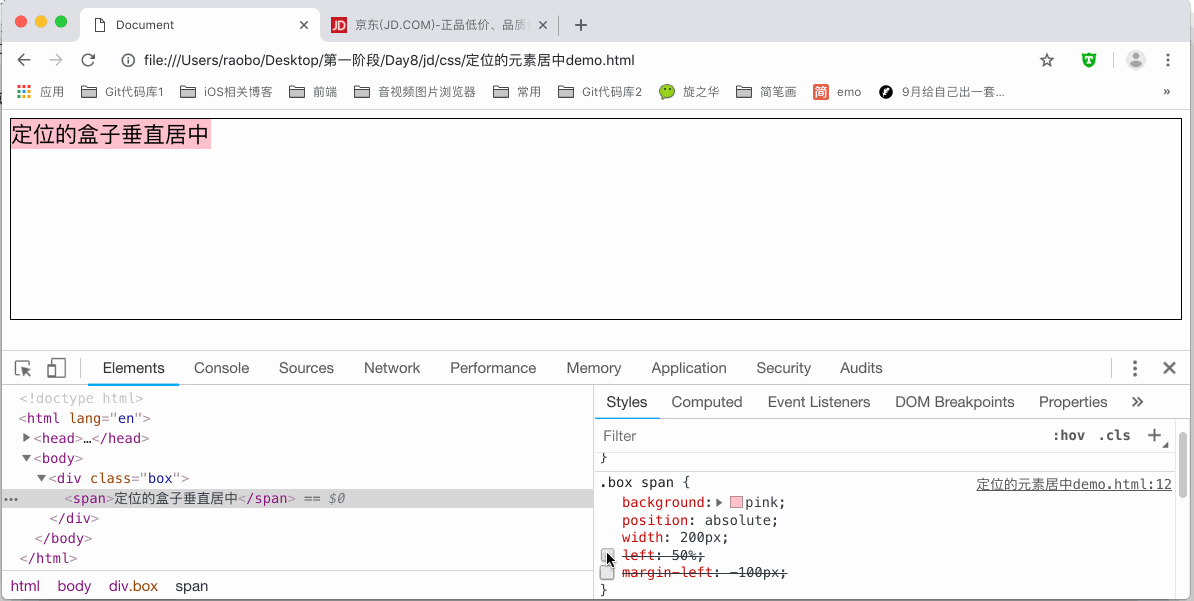 Document
JD 京东(JD.COM)-正品低价、品质
file:///Users/raobo/Desktop/第一阶段/Day8/jd/css/定位的元素居中demo.html
应用 Git代码库1 iOS相关博客 前端 音视频图片浏览器 常用 Git代码库2 旋之华 简笔画 简 emo 9月给自己出一套... »
定位的盒子垂直居中
Elements Console Sources Network Performance Memory Application Security Audits
<!doctype html>
<html lang="en">
<head>…</head>
<body>
<div class="box">
<span>定位的盒子垂直居中</span> == $0
</div>
</body>
</html>
html body div.box span
Styles Computed Event Listeners DOM Breakpoints Properties »
Filter :hov .cls +
}
.box span { 定位的元素居中demo.html:12
background: pink;
position: absolute;
width: 200px;
left: 50%;
margin-left: -100px;
}